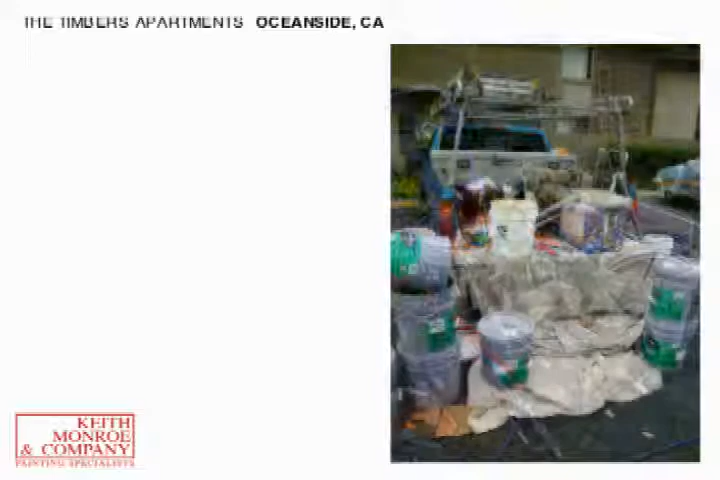 THE TIMBERS APARTMENTS OCEANSIDE, CA
KEITH
MONROE
& COMPANY
PAINTING SPECIALISTS